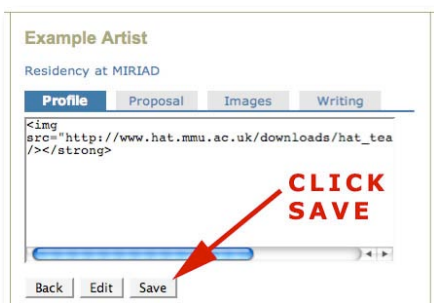 Example Artist
Residency at MIRIAD
Profile Proposal Images Writing
<img
src="http://www.hat.mmu.ac.uk/downloads/hat_tea
/></strong>
CLICK
SAVE
Back Edit Save